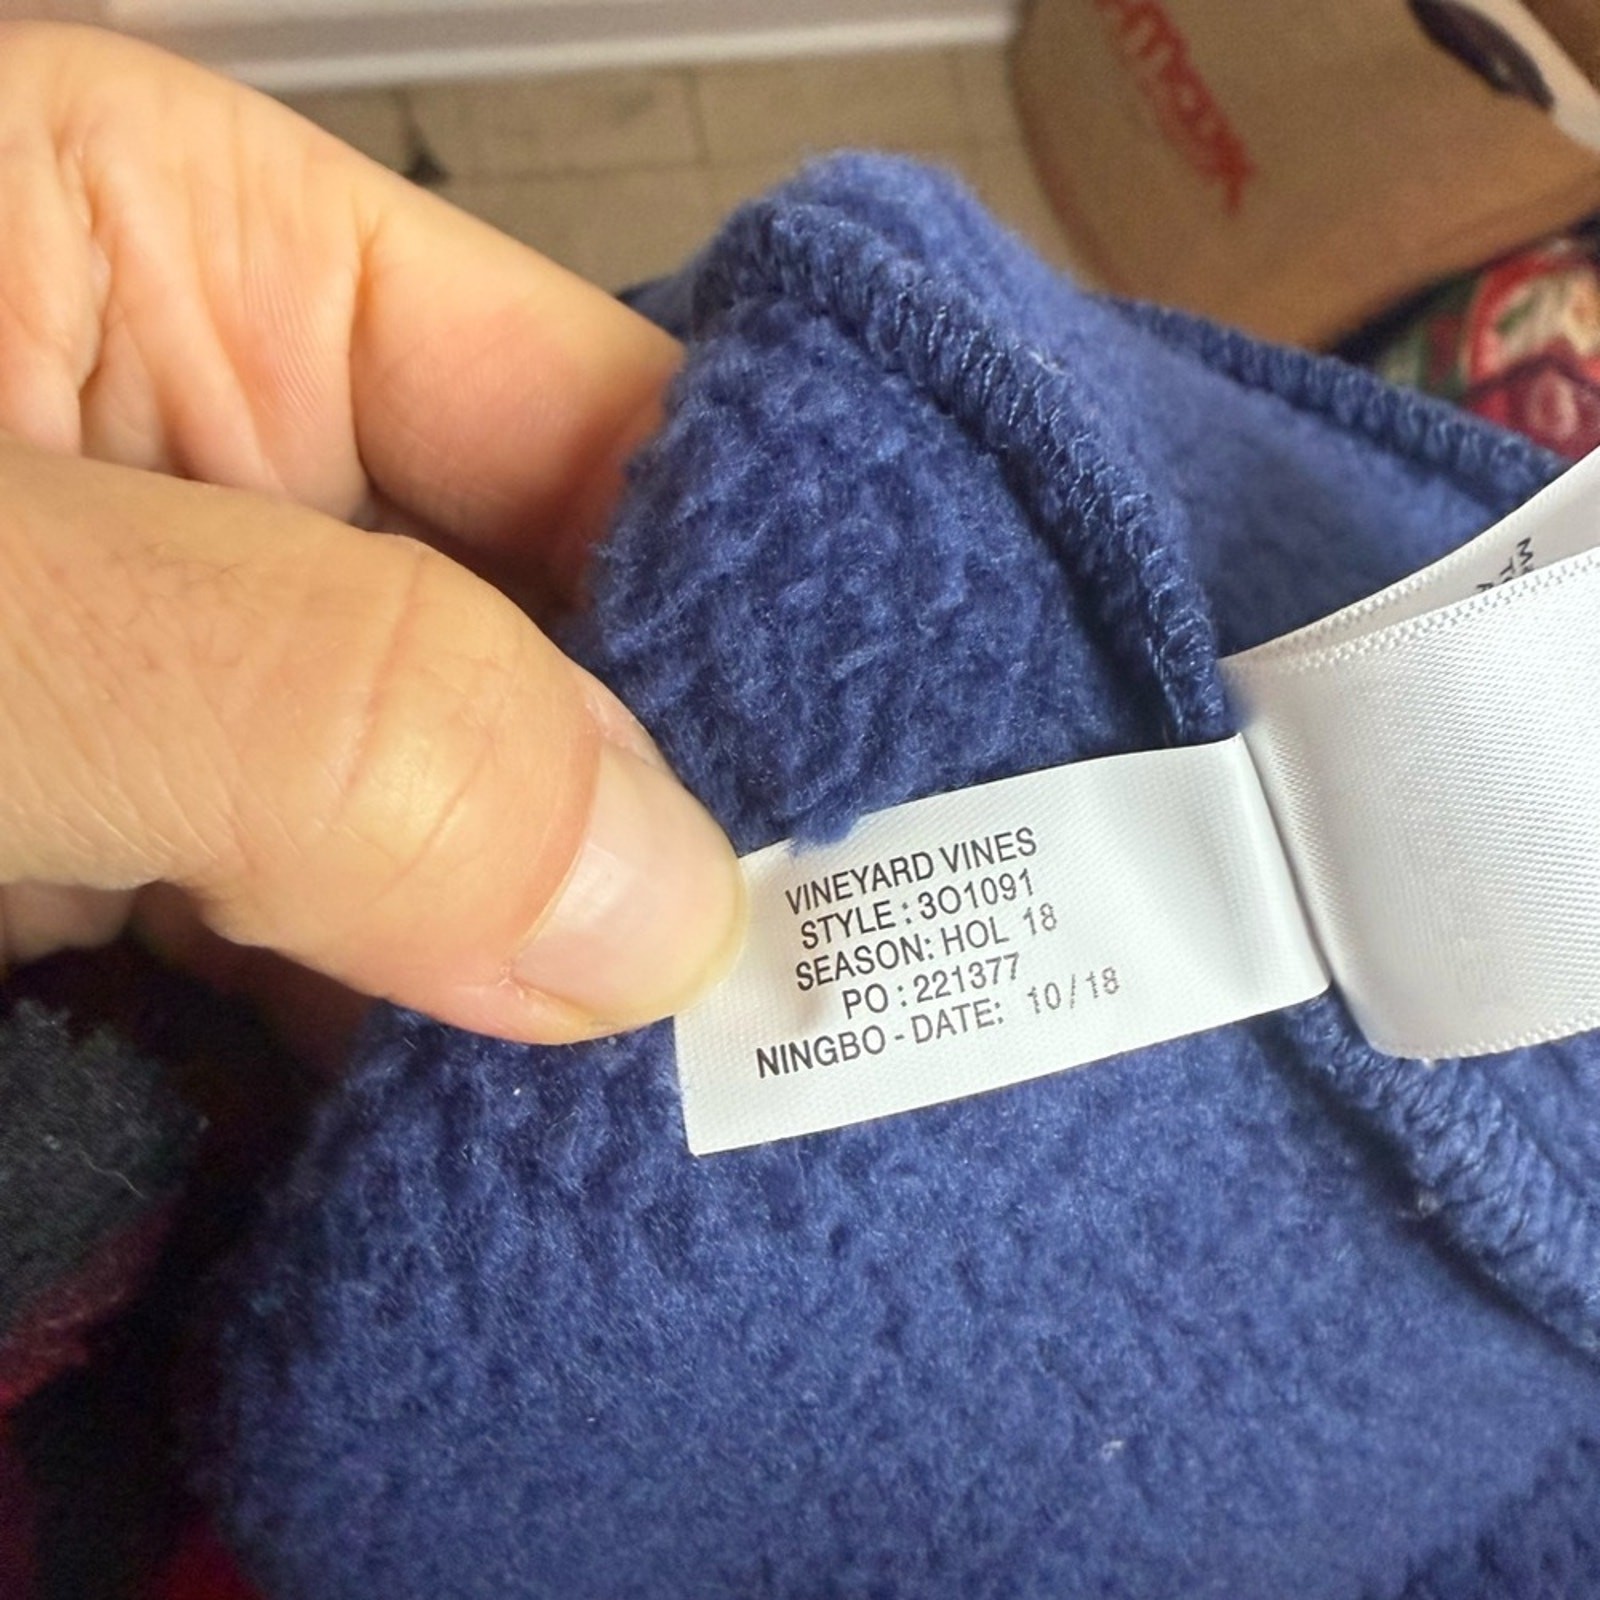 VINEYARD VINES
STYLE : 3O1091
SEASON: HOL 18
PO : 221377
NINGBO - DATE: 10 / 18